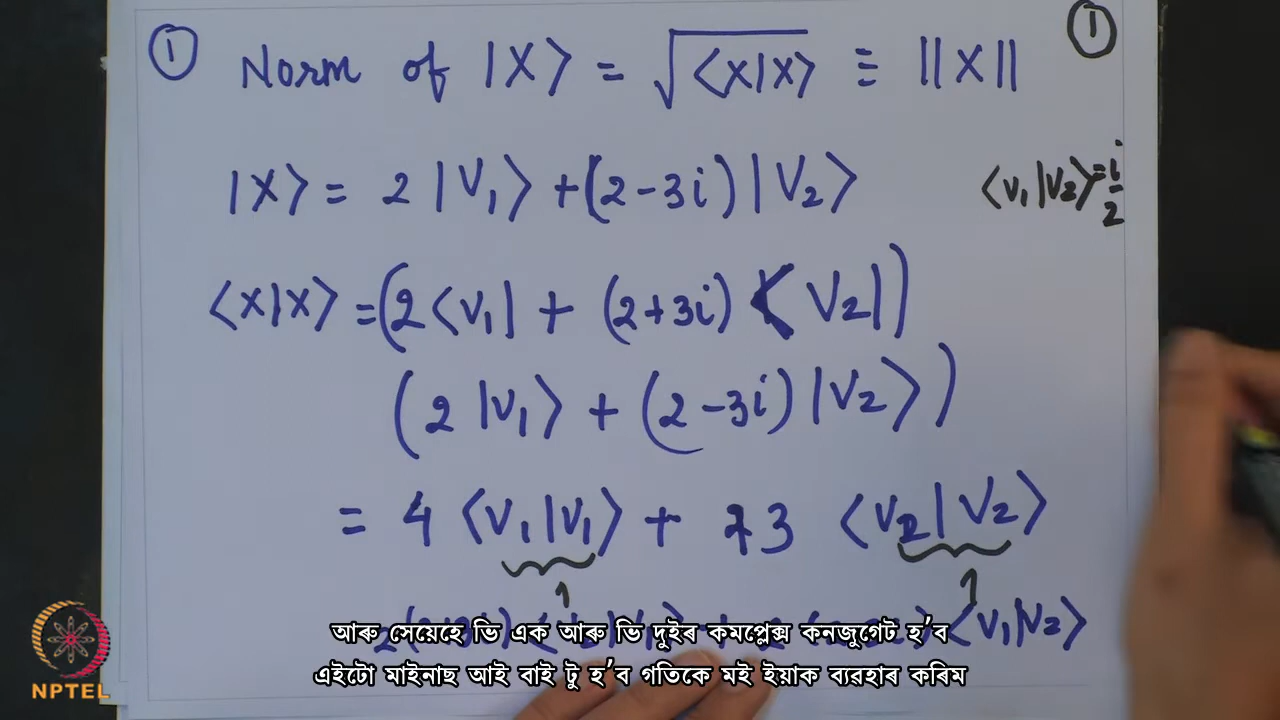 ① Norm of |X⟩ = √⟨X|X⟩ ≡ ||X|| ①
|X⟩ = 2 |V₁⟩ + (2-3i) |V₂⟩ ⟨V₁|V₂⟩ = i/2
⟨X|X⟩ = (2⟨V₁| + (2+3i) ⟨V₂|)
(2 |V₁⟩ + (2-3i) |V₂⟩)
= 4 ⟨V₁|V₁⟩ + 13 ⟨V₂|V₂⟩
1 1
⟨V₁|V₂⟩
আৰু সেয়েহে ভি এক আৰু ভি দুইৰ কমপ্লেক্স কনজুগেট হ'ব
এইটো মাইনাছ আই বাই টু হ'ব গতিকে মই ইয়াক ব্যৱহাৰ কৰিম
NPTEL